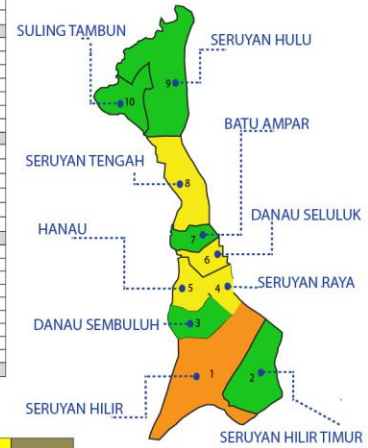 SULING TAMBUN
SERUYAN HULU
9
10
BATU AMPAR
SERUYAN TENGAH
8
DANAU SELULUK
HANAU
7
6
SERUYAN RAYA
5
4
DANAU SEMBULUH
3
1
2
SERUYAN HILIR
SERUYAN HILIR TIMUR